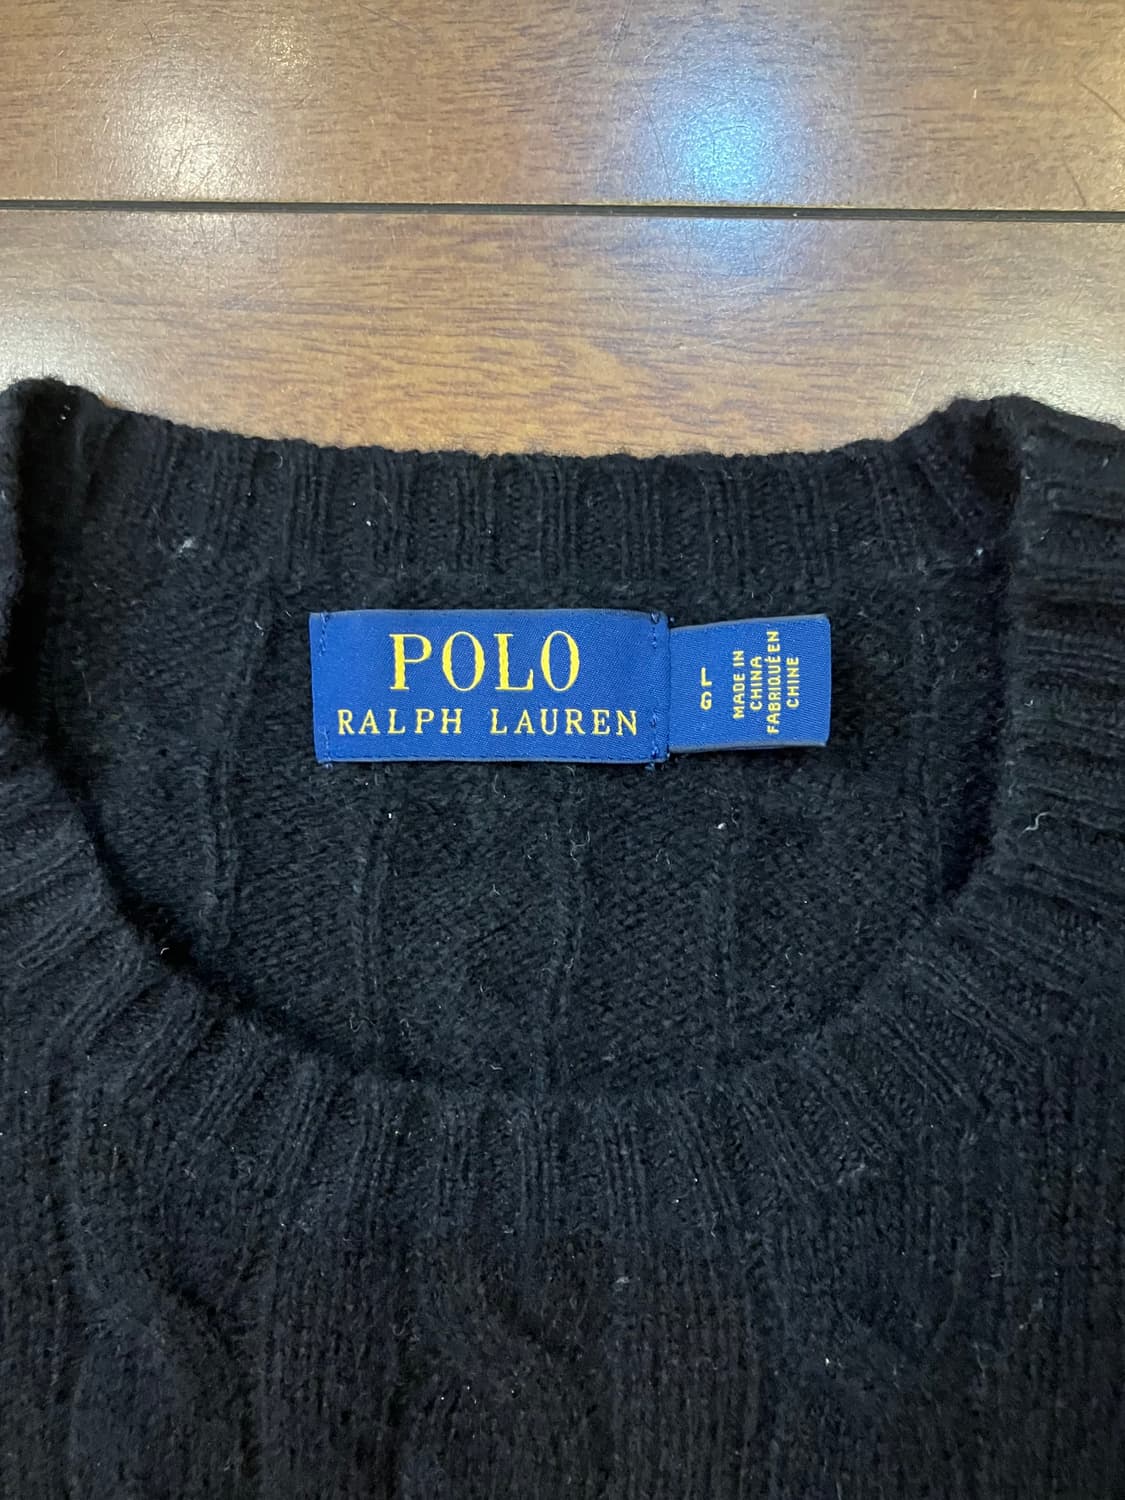 POLO
RALPH LAUREN
L
G
MADE IN
CHINA
FABRIQUÉ EN
CHINE